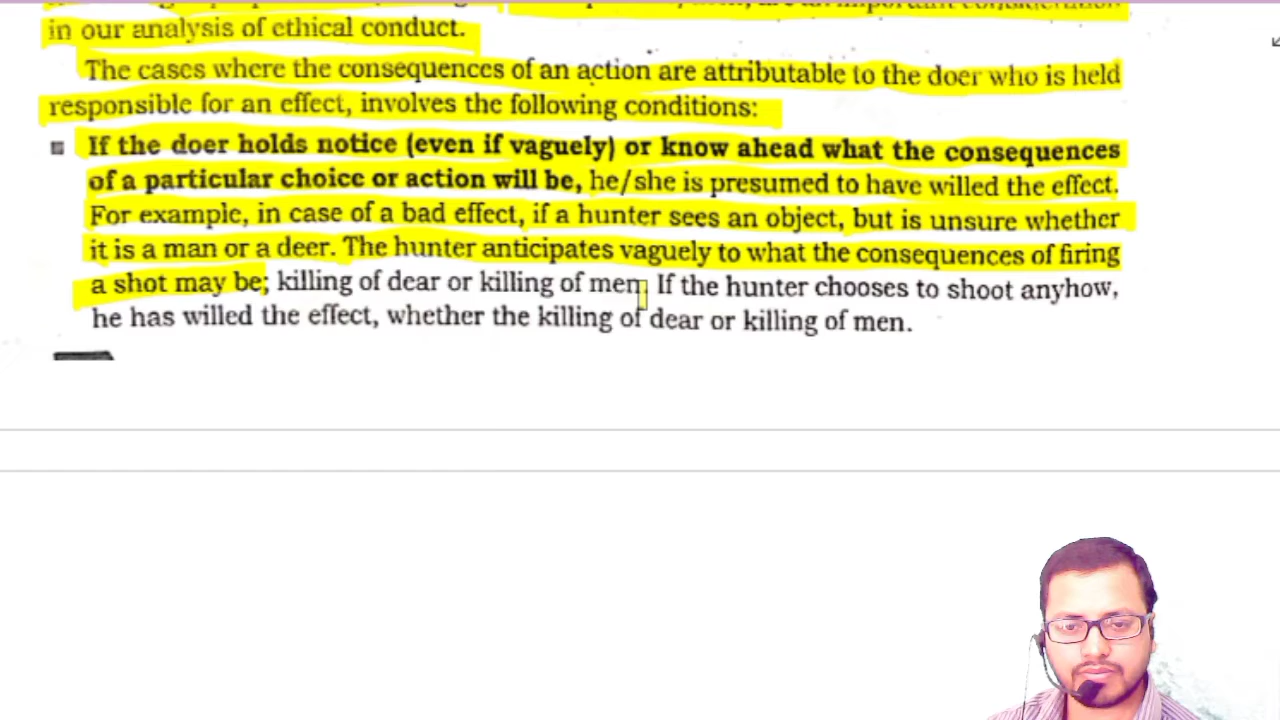 in our analysis of ethical conduct.
The cases where the consequences of an action are attributable to the doer who is held
responsible for an effect, involves the following conditions:
If the doer holds notice (even if vaguely) or know ahead what the consequences
of a particular choice or action will be, he/she is presumed to have willed the effect.
For example, in case of a bad effect, if a hunter sees an object, but is unsure whether
it is a man or a deer. The hunter anticipates vaguely to what the consequences of firing
a shot may be; killing of dear or killing of men. If the hunter chooses to shoot anyhow,
he has willed the effect, whether the killing of dear or killing of men.